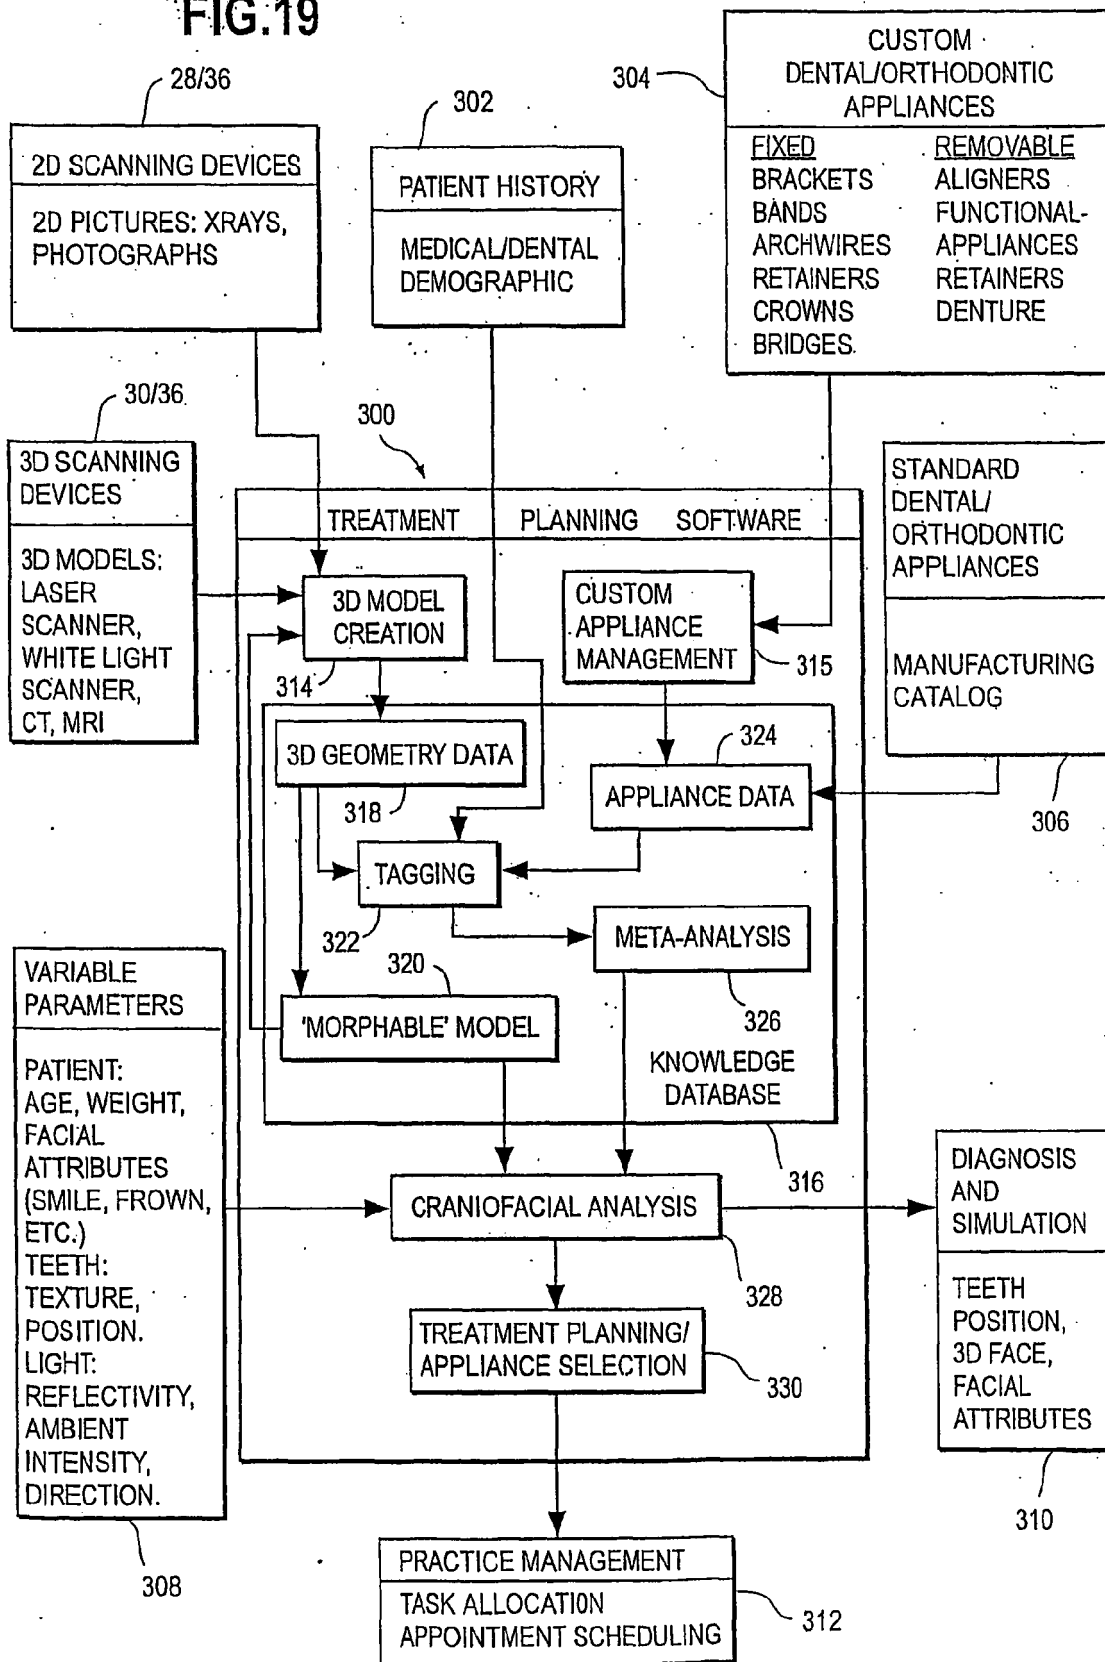 FIG.19
28/36
2D SCANNING DEVICES
2D PICTURES: XRAYS,
PHOTOGRAPHS
302
PATIENT HISTORY
MEDICAL/DENTAL
DEMOGRAPHIC
304
CUSTOM
DENTAL/ORTHODONTIC
APPLIANCES
FIXED
BRACKETS
BANDS
ARCHWIRES
RETAINERS
CROWNS
BRIDGES.
REMOVABLE
ALIGNERS
FUNCTIONAL-
APPLIANCES
RETAINERS
DENTURE
30/36
3D SCANNING
DEVICES
3D MODELS:
LASER
SCANNER,
WHITE LIGHT
SCANNER,
CT, MRI
300
TREATMENT PLANNING SOFTWARE
3D MODEL
CREATION
314
CUSTOM
APPLIANCE
MANAGEMENT
315
STANDARD
DENTAL/
ORTHODONTIC
APPLIANCES
MANUFACTURING
CATALOG
306
3D GEOMETRY DATA
318
324
APPLIANCE DATA
TAGGING
322
META-ANALYSIS
326
320
'MORPHABLE' MODEL
KNOWLEDGE
DATABASE
316
VARIABLE
PARAMETERS
PATIENT:
AGE, WEIGHT,
FACIAL
ATTRIBUTES
(SMILE, FROWN,
ETC.)
TEETH:
TEXTURE,
POSITION.
LIGHT:
REFLECTIVITY,
AMBIENT
INTENSITY,
DIRECTION.
308
CRANIOFACIAL ANALYSIS
328
TREATMENT PLANNING/
APPLIANCE SELECTION
330
DIAGNOSIS
AND
SIMULATION
TEETH
POSITION,
3D FACE,
FACIAL
ATTRIBUTES
310
PRACTICE MANAGEMENT
TASK ALLOCATION
APPOINTMENT SCHEDULING
312